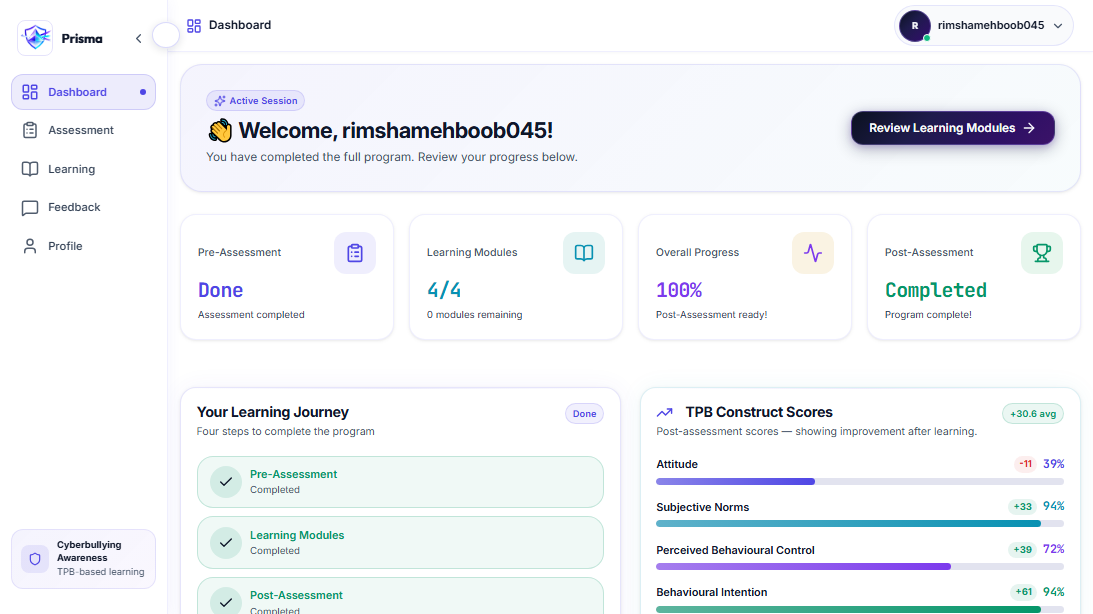 Prisma
Dashboard
Assessment
Learning
Feedback
Profile
Cyberbullying
Awareness
TPB-based learning
Dashboard
R
rimshamehboob045
Active Session
👋 Welcome, rimshamehboob045!
You have completed the full program. Review your progress below.
Review Learning Modules →
Pre-Assessment
Done
Assessment completed
Learning Modules
4/4
0 modules remaining
Overall Progress
100%
Post-Assessment ready!
Post-Assessment
Completed
Program complete!
Your Learning Journey
Done
Four steps to complete the program
Pre-Assessment
Completed
Learning Modules
Completed
Post-Assessment
Completed
TPB Construct Scores
+30.6 avg
Post-assessment scores — showing improvement after learning.
Attitude -11 39%
Subjective Norms +33 94%
Perceived Behavioural Control +39 72%
Behavioural Intention +61 94%